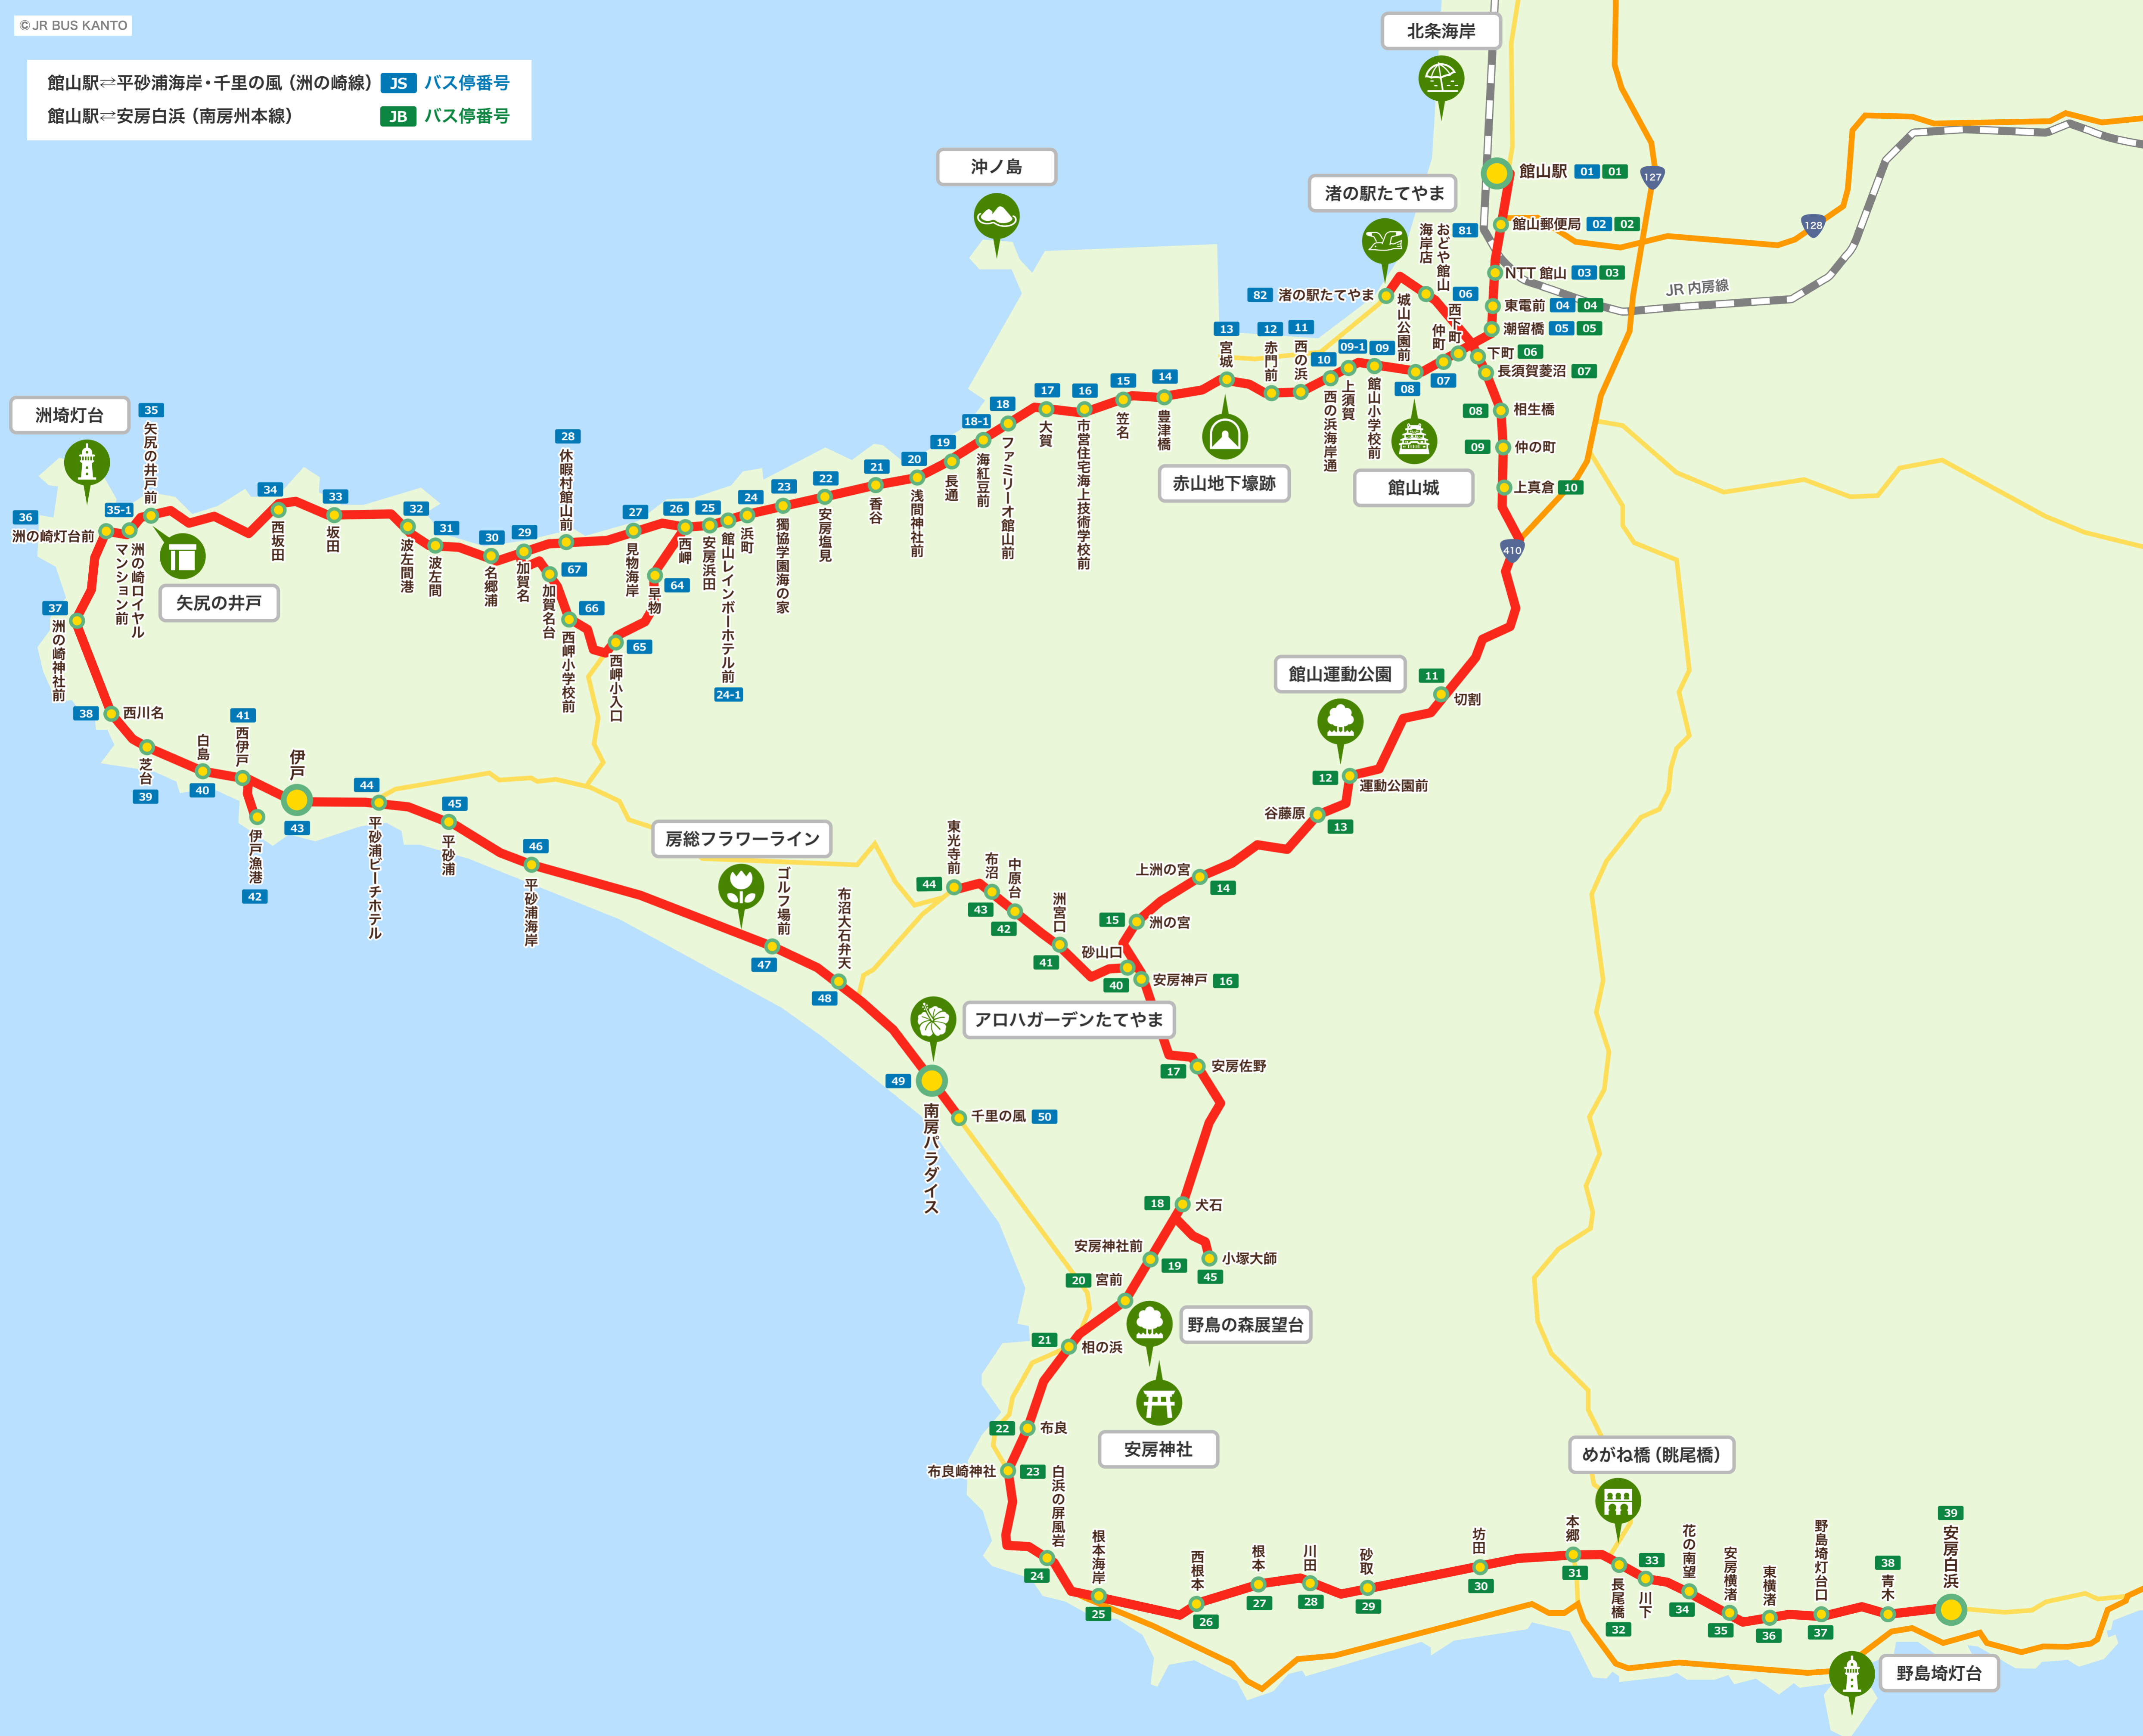 ©JR BUS KANTO
館山駅⇄平砂浦海岸・千里の風（洲の崎線） JS バス停番号
館山駅⇄安房白浜（南房州本線） JB バス停番号
北条海岸
沖ノ島
渚の駅たてやま
館山駅 01 01
127
館山郵便局 02 02
128
おどや館山海岸店 81
NTT 館山 03 03
JR 内房線
82 渚の駅たてやま
東電前 04 04
潮留橋 05 05
06 西下町
下町 06
長須賀菱沼 07
仲町 07
城山公園前 08
09 館山小学校前
09-1 上須賀
10 西の浜海岸通
11 西の浜
12 赤門前
13 宮城
14 豊津橋
15 笠名
16 市営住宅海上技術学校前
17 大賀
18 ファミリーオ館山前
18-1 海紅豆前
19 長通
20 浅間神社前
21 香谷
22 安房塩見
23 獨協学園海の家
24 浜町
館山レインボーホテル前 24-1
25 安房浜田
26 西岬
27 見物海岸
28 休暇村館山前
29 加賀名
30 名郷浦
31 波左間
32 波左間港
33 坂田
34 西坂田
35 矢尻の井戸前
35-1 洲の崎ロイヤルマンション前
36 洲の崎灯台前
洲埼灯台
矢尻の井戸
赤山地下壕跡
館山城
08 相生橋
09 仲の町
上真倉 10
410
早物 64
西岬小入口 65
西岬小学校前 66
加賀名台 67
37 洲の崎神社前
38 西川名
芝台 39
白島 40
41 西伊戸
伊戸漁港 42
伊戸 43
44 平砂浦ビーチホテル
45 平砂浦
46 平砂浦海岸
房総フラワーライン
ゴルフ場前 47
布沼大石弁天 48
アロハガーデンたてやま
49 南房パラダイス
千里の風 50
館山運動公園
11 切割
12 運動公園前
谷藤原 13
上洲の宮 14
15 洲の宮
安房神戸 16
砂山口 40
洲宮口 41
中原台 42
布沼 43
東光寺前 44
17 安房佐野
18 犬石
小塚大師 45
安房神社前 19
20 宮前
野鳥の森展望台
21 相の浜
安房神社
22 布良
布良崎神社 23
白浜の屏風岩 24
根本海岸 25
西根本 26
根本 27
川田 28
砂取 29
坊田 30
本郷 31
めがね橋（眺尾橋）
長尾橋 32
33 川下
花の南望 34
安房横渚 35
東横渚 36
野島埼灯台口 37
38 青木
39 安房白浜
野島埼灯台